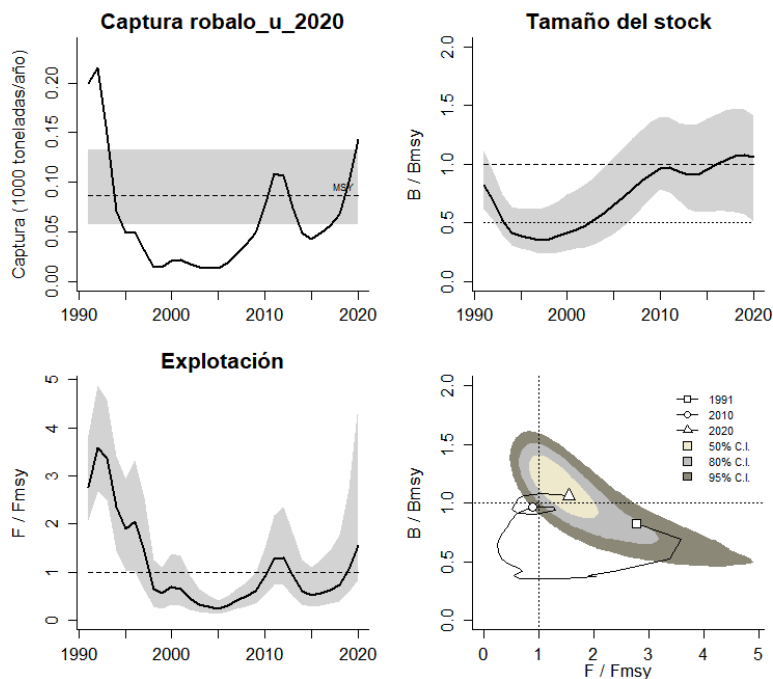 Captura robalo_u_2020
Captura (1000 toneladas/año)
0.00 0.05 0.10 0.15 0.20
MSY
1990 2000 2010 2020
Tamaño del stock
B / Bmsy
0.0 0.5 1.0 1.5 2.0
1990 2000 2010 2020
Explotación
F / Fmsy
0 1 2 3 4 5
1990 2000 2010 2020
B / Bmsy
0.0 0.5 1.0 1.5 2.0
1991
2010
2020
50% C.I.
80% C.I.
95% C.I.
0 1 2 3 4 5
F / Fmsy